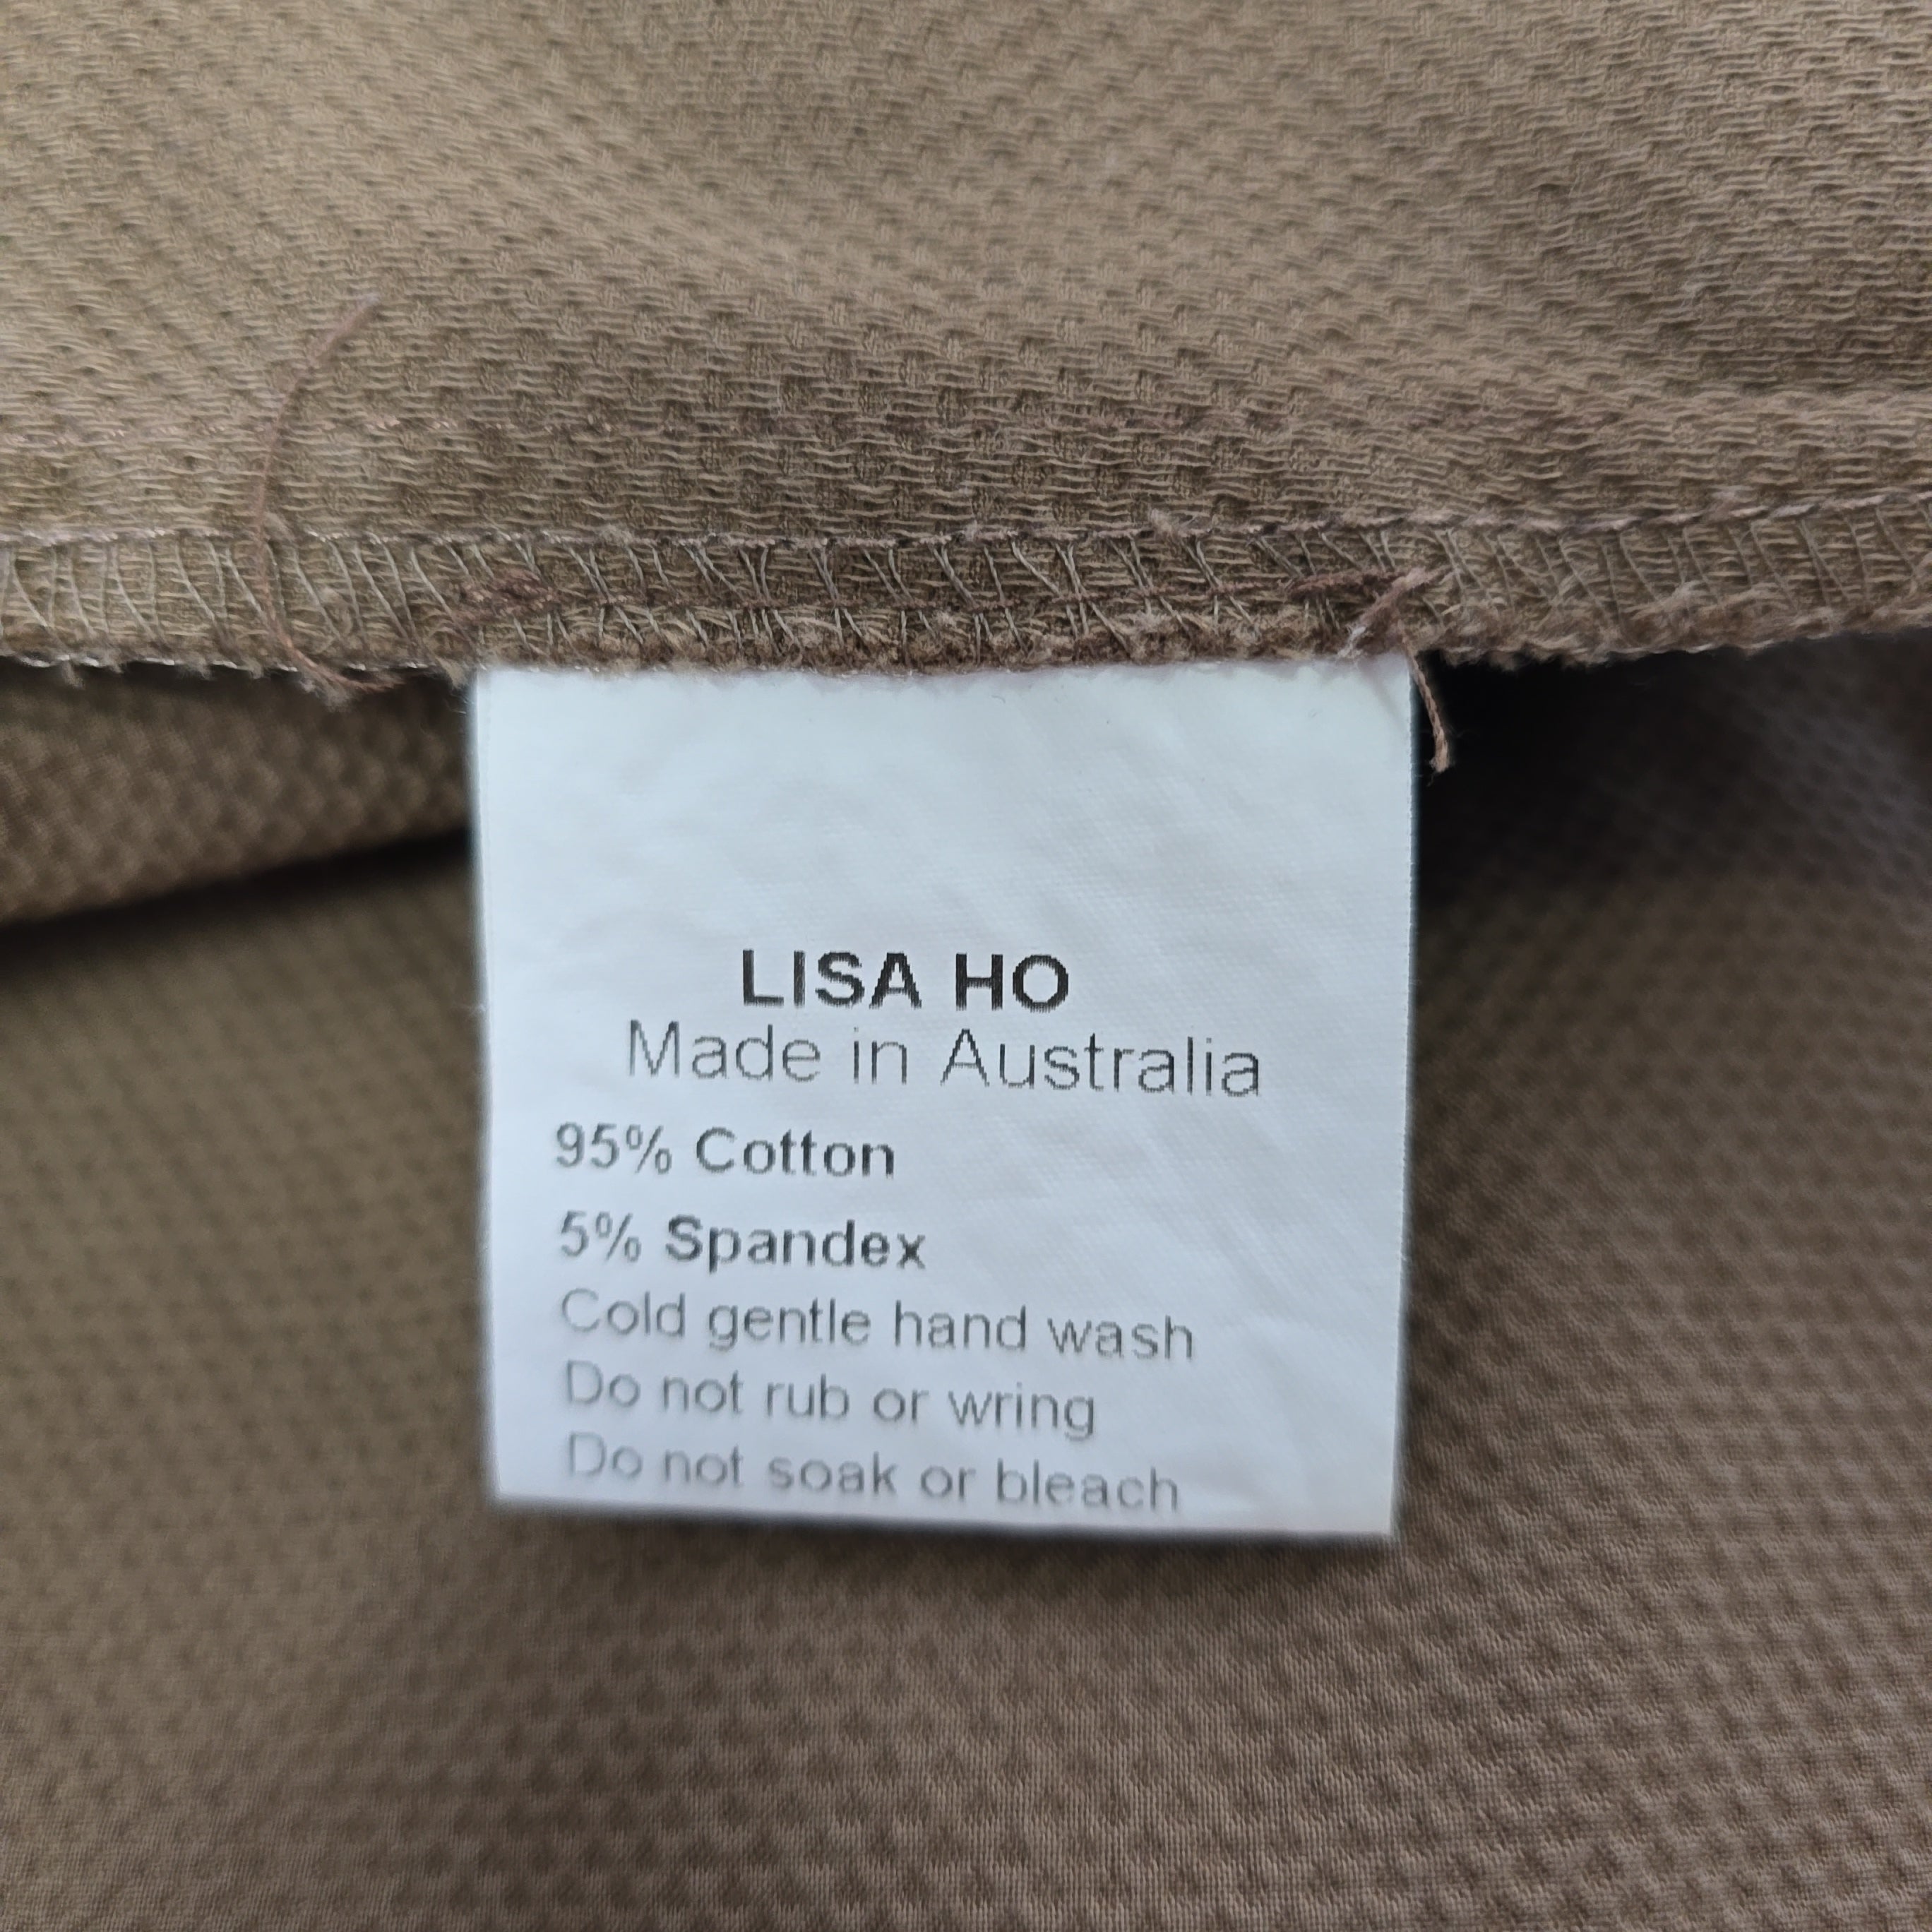 LISA HO
Made in Australia
95% Cotton
5% Spandex
Cold gentle hand wash
Do not rub or wring
Do not soak or bleach